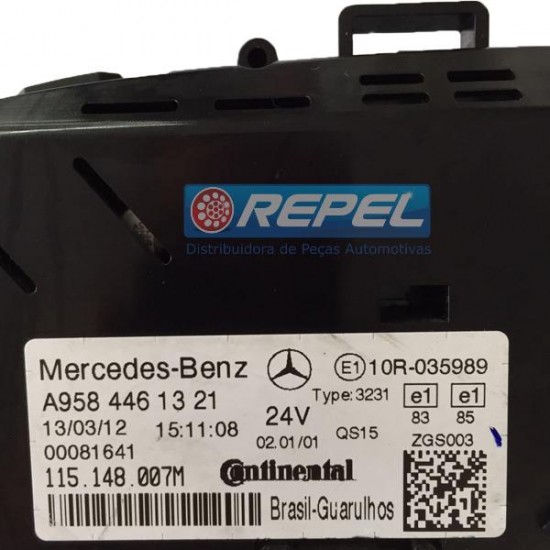 REPEL
Distribuidora de Peças Automotivas
Mercedes-Benz E1 10R-035989
A958 446 13 21 24V Type: 3231 e1 e1
13/03/12 15:11:08 02.01/01 QS15 83 85
00081641 ZGS003
115.148.007M Continental
Brasil-Guarulhos